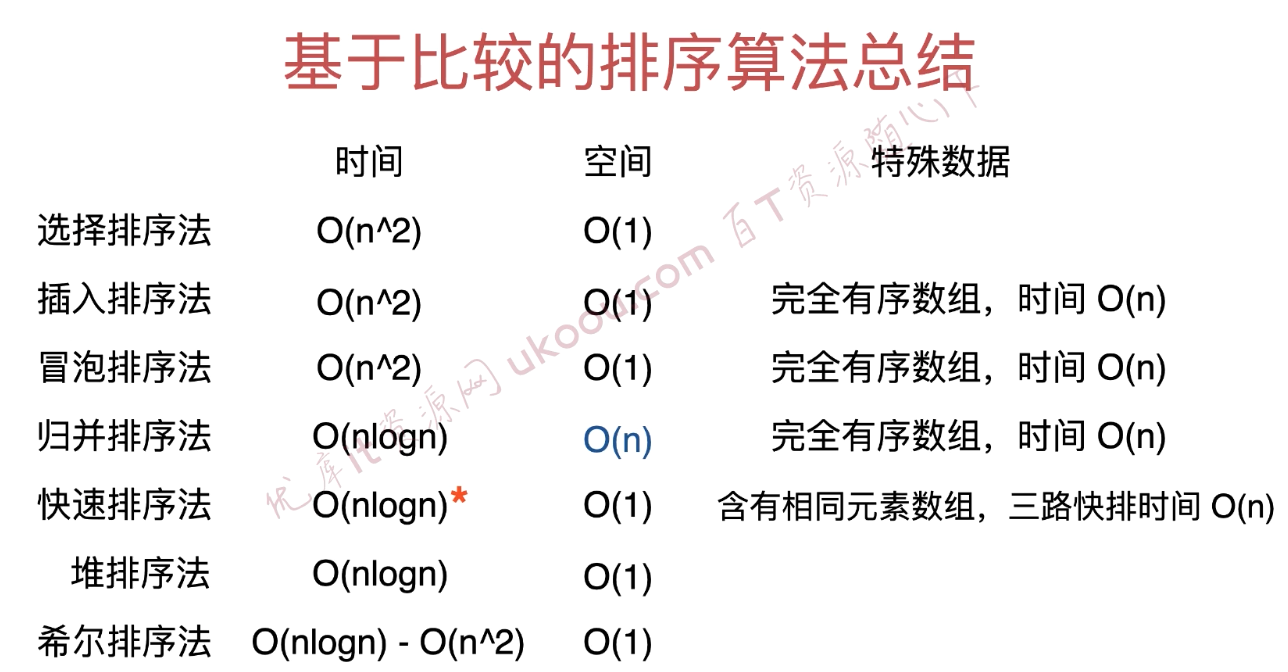 基于比较的排序算法总结
时间 空间 特殊数据
选择排序法 O(n^2) O(1)
插入排序法 O(n^2) O(1) 完全有序数组，时间 O(n)
冒泡排序法 O(n^2) O(1) 完全有序数组，时间 O(n)
归并排序法 O(nlogn) O(n) 完全有序数组，时间 O(n)
快速排序法 O(nlogn)* O(1) 含有相同元素数组，三路快排时间 O(n)
堆排序法 O(nlogn) O(1)
希尔排序法 O(nlogn) - O(n^2) O(1)
优库it资源网 ukoou.com 百T资源随心下